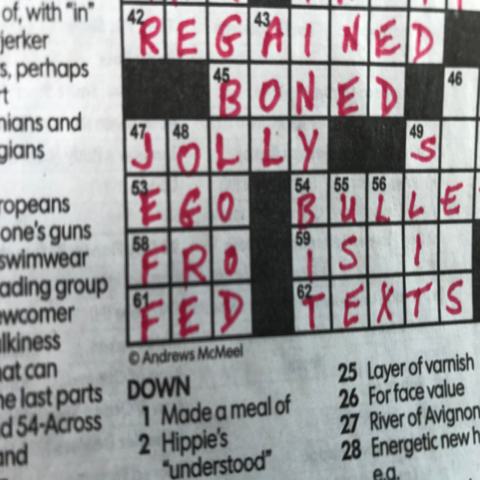 of, with "in"
jerker
s, perhaps
nians and
gians
ropeans
one's guns
swimwear
ading group
ewcomer
lkiness
hat can
he last parts
d 54-Across
and
42 43
REGAINED
45 46
BONED
47 48 49
JOLLY S
53 54 55 56
EGO BULLE
58 59
FRO ISI
61 62
FED TEXTS
© Andrews McMeel
DOWN
1 Made a meal of
2 Hippie's
"understood"
25 Layer of varnish
26 For face value
27 River of Avignon
28 Energetic new h
e.g.